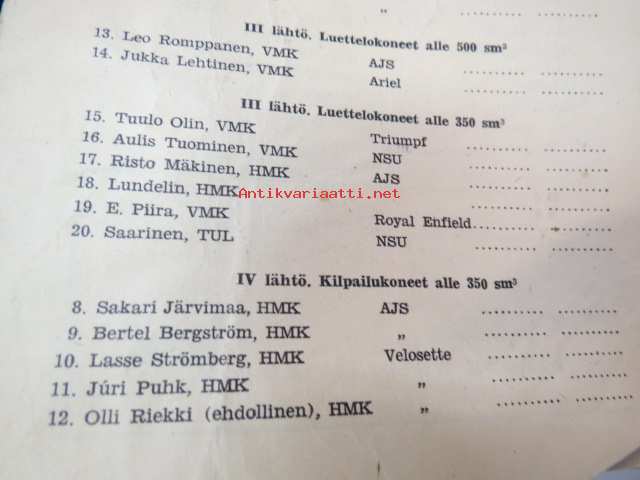 „ ........... ...........
III lähtö. Luettelokoneet alle 500 sm³
13. Leo Romppanen, VMK AJS ........... ...........
14. Jukka Lehtinen, VMK Ariel ........... ...........
III lähtö. Luettelokoneet alle 350 sm³
15. Tuulo Olin, VMK Triumpf ........... ...........
16. Aulis Tuominen, VMK NSU ........... ...........
17. Risto Mäkinen, HMK AJS ........... ...........
18. Lundelin, HMK ........... ...........
Antikvariaatti.net
19. E. Piira, VMK Royal Enfield ........... ...........
20. Saarinen, TUL NSU ........... ...........
IV lähtö. Kilpailukoneet alle 350 sm³
8. Sakari Järvimaa, HMK AJS ........... ...........
9. Bertel Bergström, HMK „ ........... ...........
10. Lasse Strömberg, HMK Velosette ........... ...........
11. Júri Puhk, HMK „ ........... ...........
12. Olli Riekki (ehdollinen), HMK „ ........... ...........